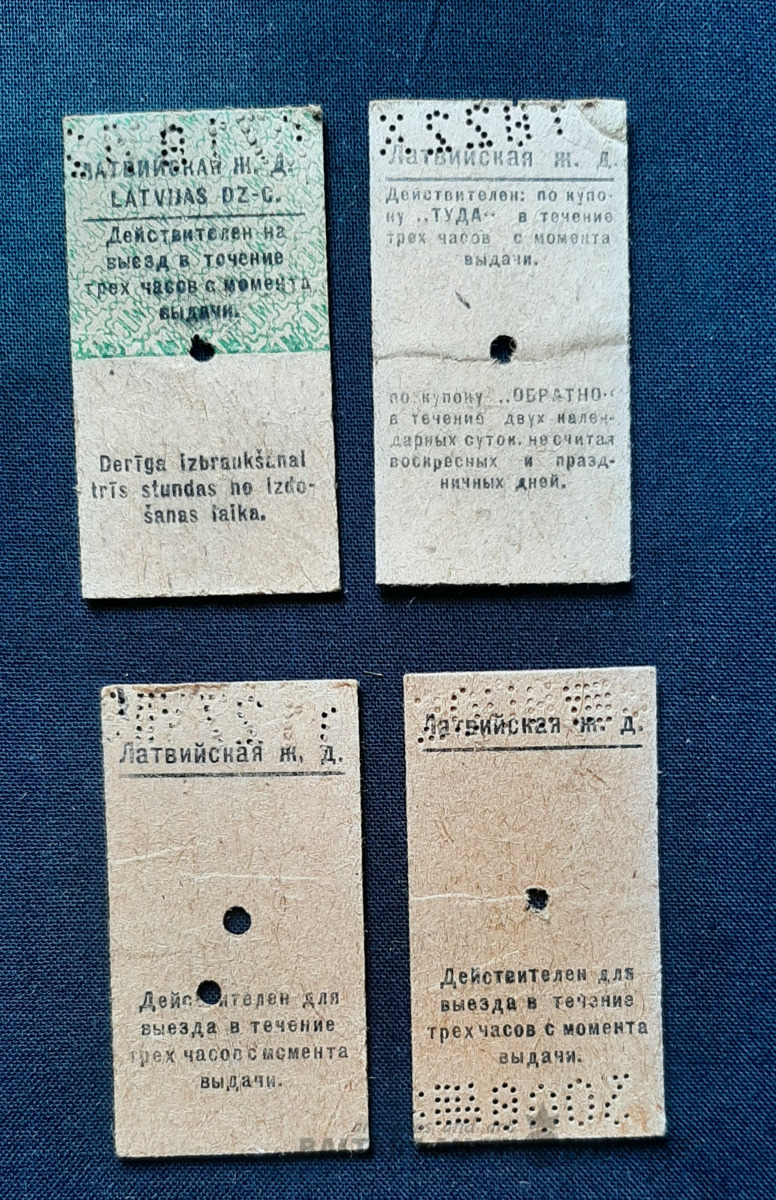 ЛАТВИЙСКАЯ Ж. Д.
LATVIJAS DZ-C.
Действителен на
выезд в точение
трех часов с момента
выдачи.
Derīga izbraukšanai
trīs stundas no izdo-
šanas laika.
Латвийская ж. д.
Действителен: по купо-
ну „ТУДА“ в течение
трех часов с момента
выдачи.
по купону „ОБРАТНО“
в течение двух кален-
дарных суток, не считая
воскресных и празд-
ничных дней.
Латвийская ж. д.
Действителен для
выезда в течение
трех часов с момента
выдачи.
Латвийская ж. д.
Действителен для
выезда в течение
трех часов с момента
выдачи.